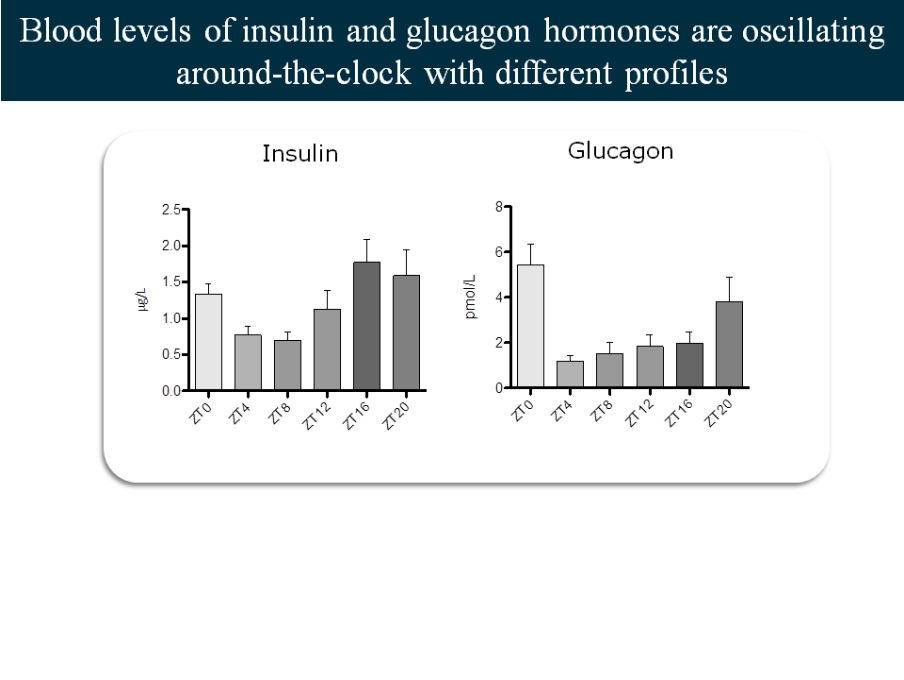 Blood levels of insulin and glucagon hormones are oscillating
around-the-clock with different profiles
Insulin
µg/L
2.5
2.0
1.5
1.0
0.5
0.0
ZT0 ZT4 ZT8 ZT12 ZT16 ZT20
Glucagon
pmol/L
8
6
4
2
0
ZT0 ZT4 ZT8 ZT12 ZT16 ZT20